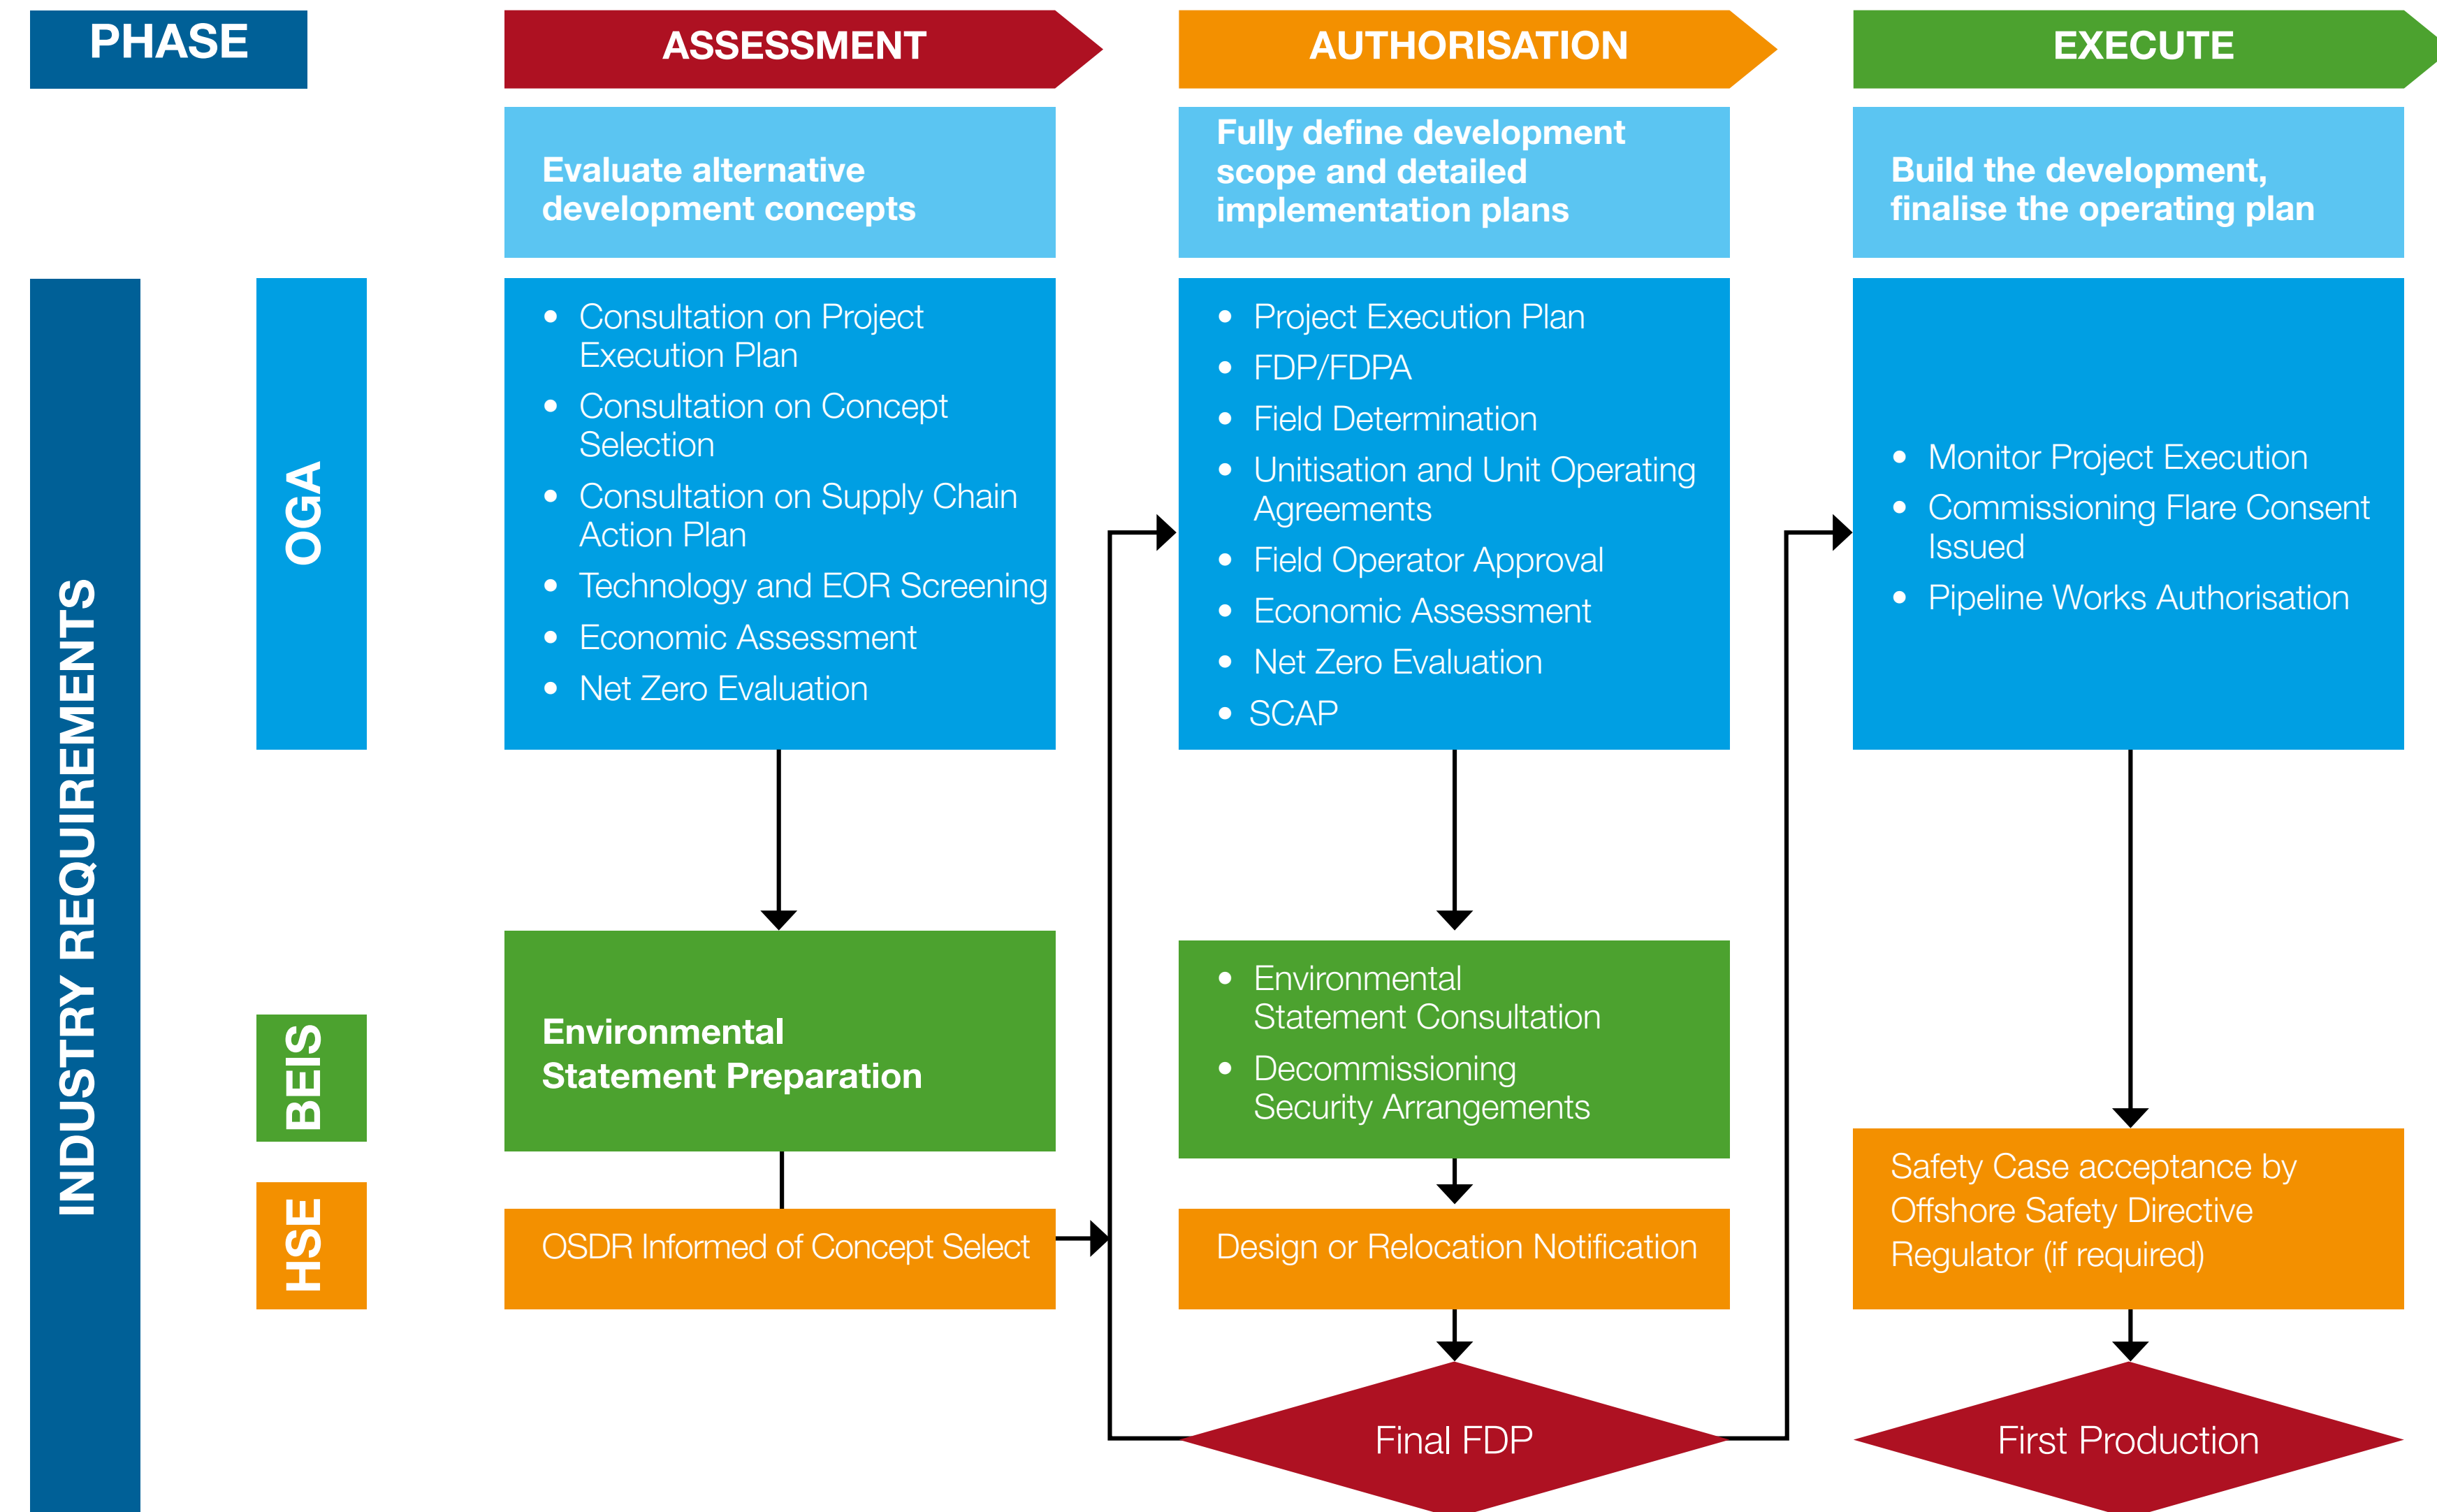 PHASE
ASSESSMENT
AUTHORISATION
EXECUTE
Evaluate alternative
development concepts
Fully define development
scope and detailed
implementation plans
Build the development,
finalise the operating plan
INDUSTRY REQUIREMENTS
OGA
• Consultation on Project
Execution Plan
• Consultation on Concept
Selection
• Consultation on Supply Chain
Action Plan
• Technology and EOR Screening
• Economic Assessment
• Net Zero Evaluation
• Project Execution Plan
• FDP/FDPA
• Field Determination
• Unitisation and Unit Operating
Agreements
• Field Operator Approval
• Economic Assessment
• Net Zero Evaluation
• SCAP
• Monitor Project Execution
• Commissioning Flare Consent
Issued
• Pipeline Works Authorisation
BEIS
Environmental
Statement Preparation
• Environmental
Statement Consultation
• Decommissioning
Security Arrangements
HSE
OSDR Informed of Concept Select
Design or Relocation Notification
Safety Case acceptance by
Offshore Safety Directive
Regulator (if required)
Final FDP
First Production